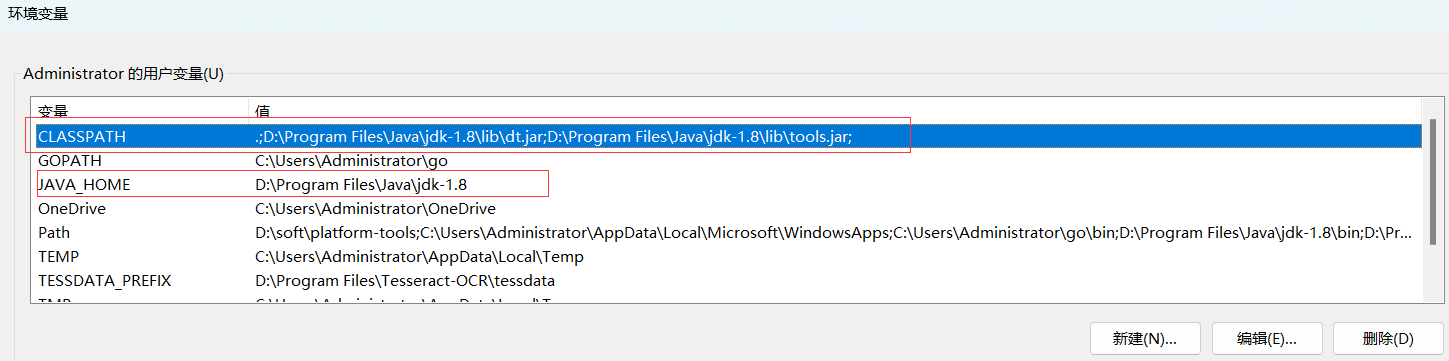 环境变量
Administrator 的用户变量(U)
变量 值
CLASSPATH .;D:\Program Files\Java\jdk-1.8\lib\dt.jar;D:\Program Files\Java\jdk-1.8\lib\tools.jar;
GOPATH C:\Users\Administrator\go
JAVA_HOME D:\Program Files\Java\jdk-1.8
OneDrive C:\Users\Administrator\OneDrive
Path D:\soft\platform-tools;C:\Users\Administrator\AppData\Local\Microsoft\WindowsApps;C:\Users\Administrator\go\bin;D:\Program Files\Java\jdk-1.8\bin;D:\Pr...
TEMP C:\Users\Administrator\AppData\Local\Temp
TESSDATA_PREFIX D:\Program Files\Tesseract-OCR\tessdata
新建(N)... 编辑(E)... 删除(D)